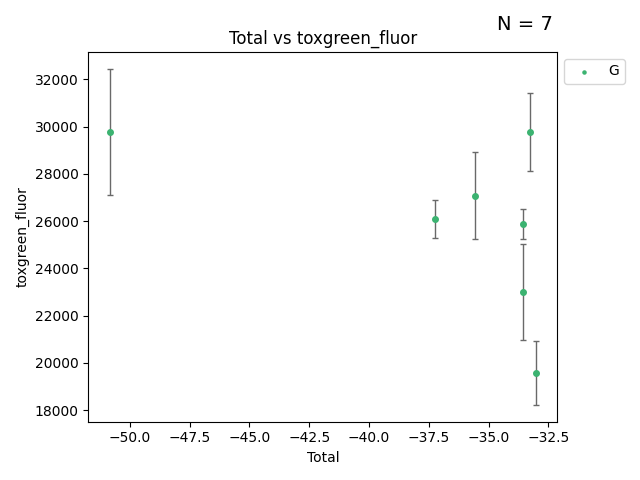 N = 7
Total vs toxgreen_fluor
G
32000
30000
28000
26000
24000
22000
20000
18000
toxgreen_fluor
−50.0 −47.5 −45.0 −42.5 −40.0 −37.5 −35.0 −32.5
Total